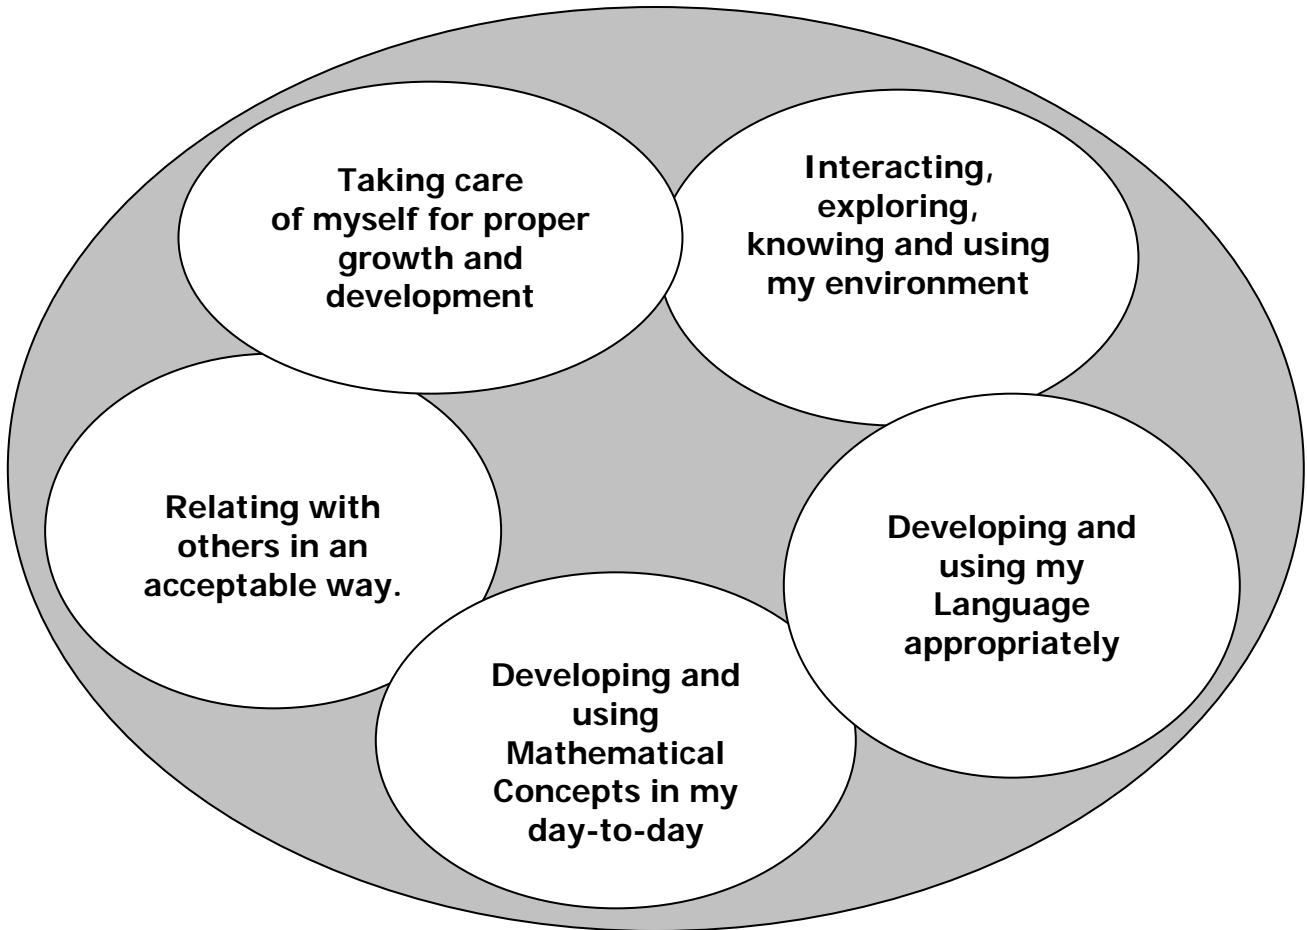 Taking care
of myself for proper
growth and
development
Interacting,
exploring,
knowing and using
my environment
Relating with
others in an
acceptable way.
Developing and
using my
Language
appropriately
Developing and
using
Mathematical
Concepts in my
day-to-day